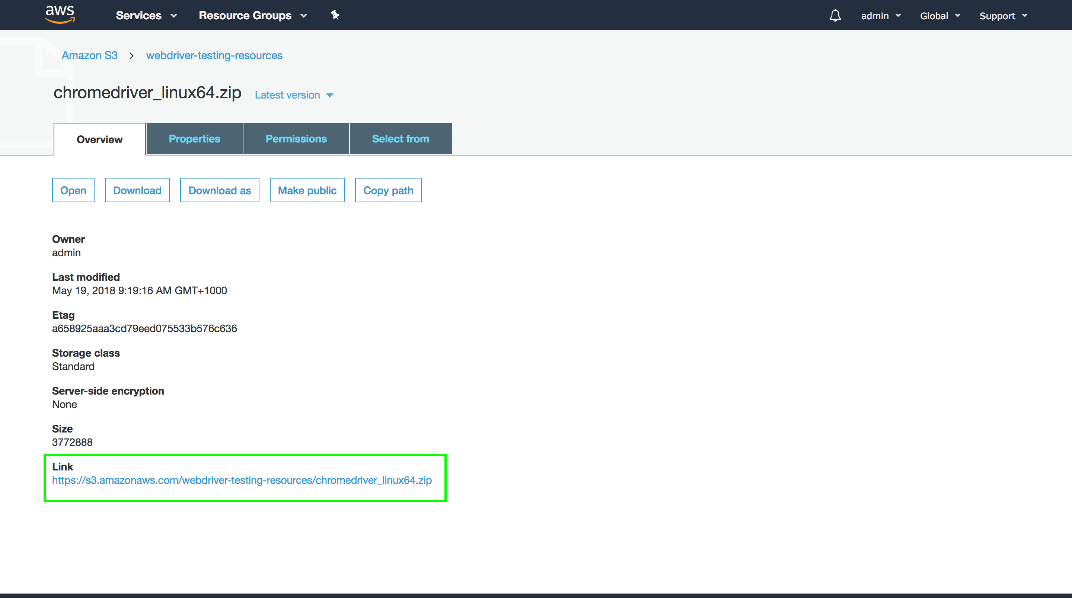 aws Services Resource Groups admin Global Support
Amazon S3 > webdriver-testing-resources
chromedriver_linux64.zip Latest version
Overview Properties Permissions Select from
Open Download Download as Make public Copy path
Owner
admin
Last modified
May 19, 2018 9:19:16 AM GMT+1000
Etag
a658925aaa3cd79eed075533b576c636
Storage class
Standard
Server-side encryption
None
Size
3772888
Link
https://s3.amazonaws.com/webdriver-testing-resources/chromedriver_linux64.zip